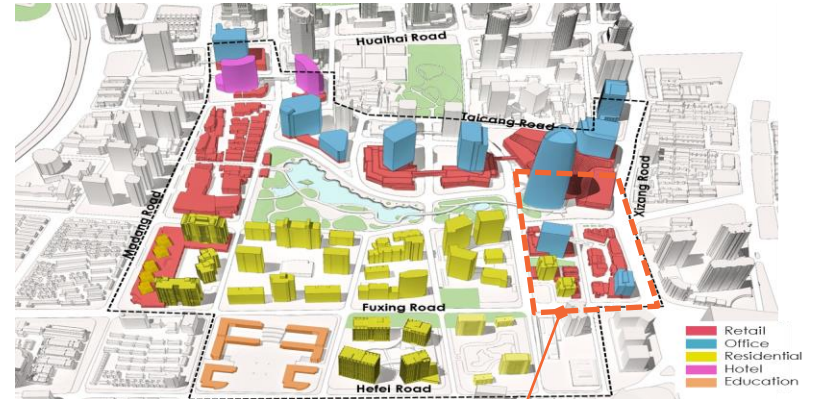 Huaihai Road
Taicang Road
Xizang Road
Madang Road
Fuxing Road
Hefei Road
Retail
Office
Residential
Hotel
Education